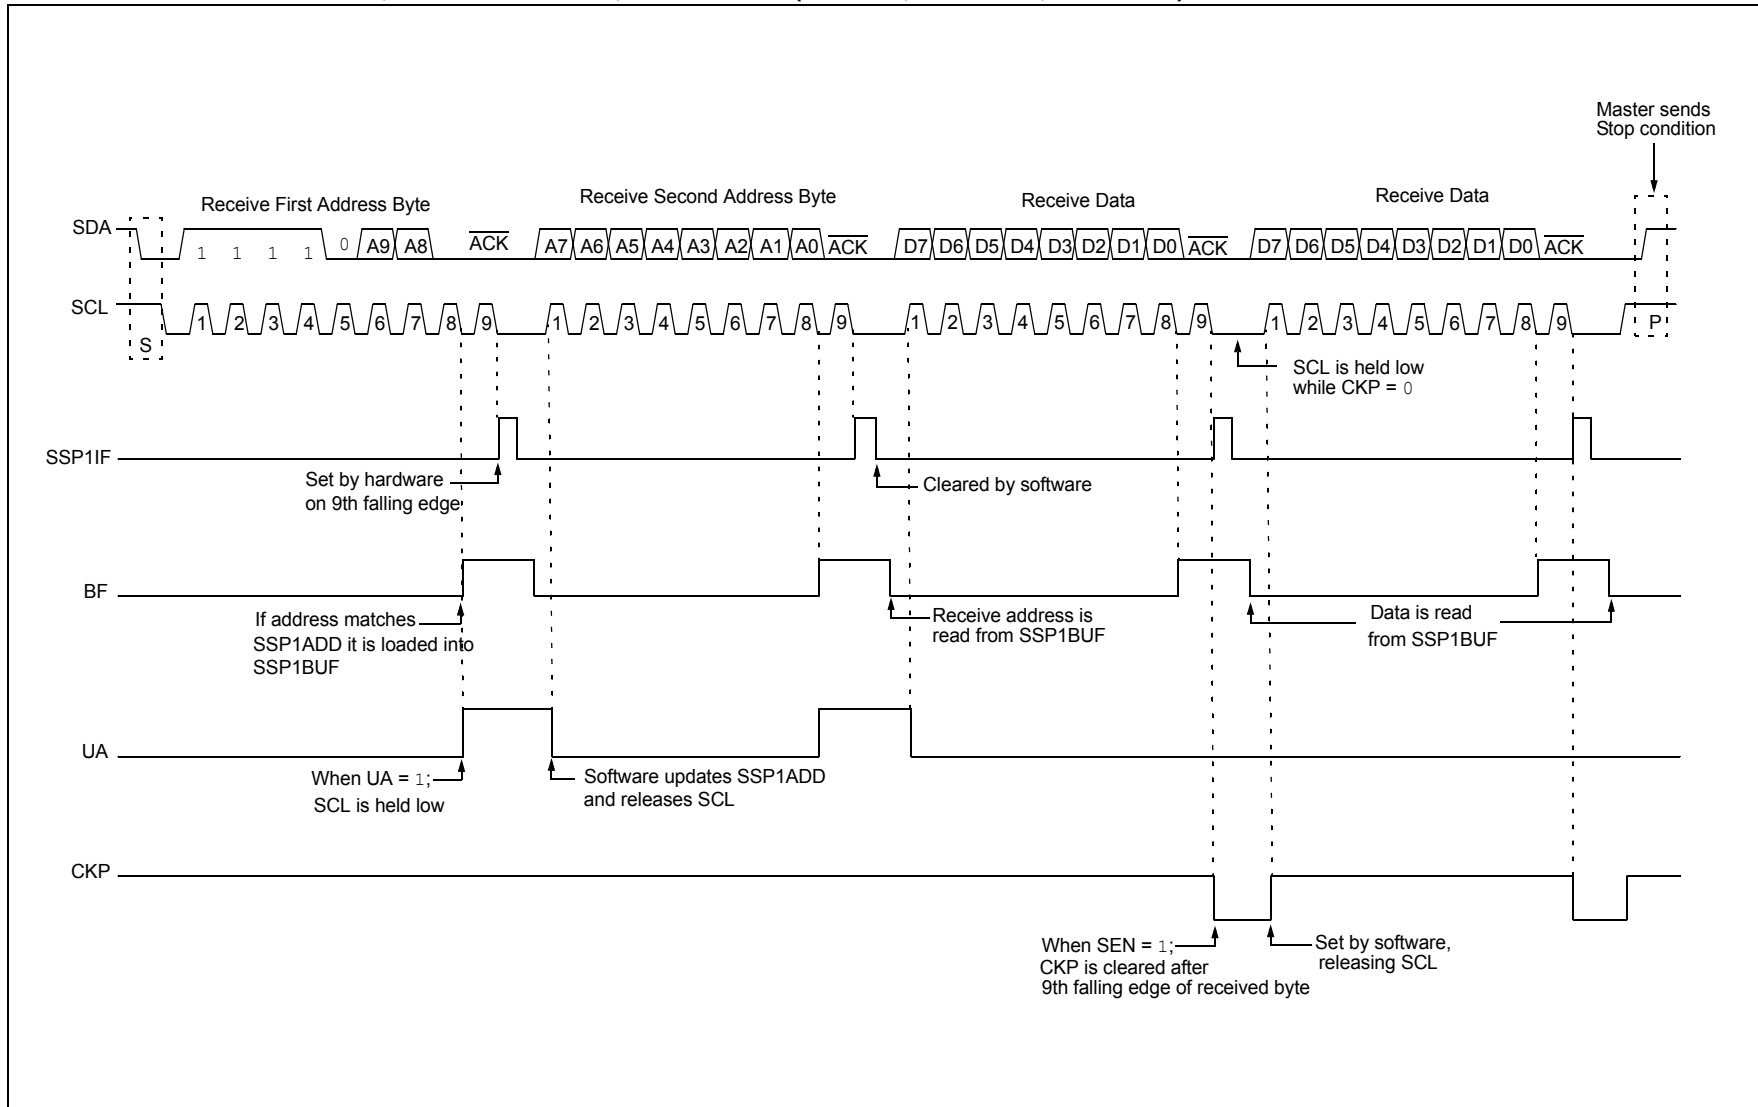 Master sends
Stop condition
Receive First Address Byte
Receive Second Address Byte
Receive Data
Receive Data
SDA
1 1 1 1 0 A9 A8 ACK A7 A6 A5 A4 A3 A2 A1 A0 ACK D7 D6 D5 D4 D3 D2 D1 D0 ACK D7 D6 D5 D4 D3 D2 D1 D0 ACK
SCL
S 1 2 3 4 5 6 7 8 9 1 2 3 4 5 6 7 8 9 1 2 3 4 5 6 7 8 9 1 2 3 4 5 6 7 8 9 P
SCL is held low
while CKP = 0
SSP1IF
Set by hardware
on 9th falling edge
Cleared by software
BF
If address matches
SSP1ADD it is loaded into
SSP1BUF
Receive address is
read from SSP1BUF
Data is read
from SSP1BUF
UA
When UA = 1;
SCL is held low
Software updates SSP1ADD
and releases SCL
CKP
When SEN = 1;
CKP is cleared after
9th falling edge of received byte
Set by software,
releasing SCL